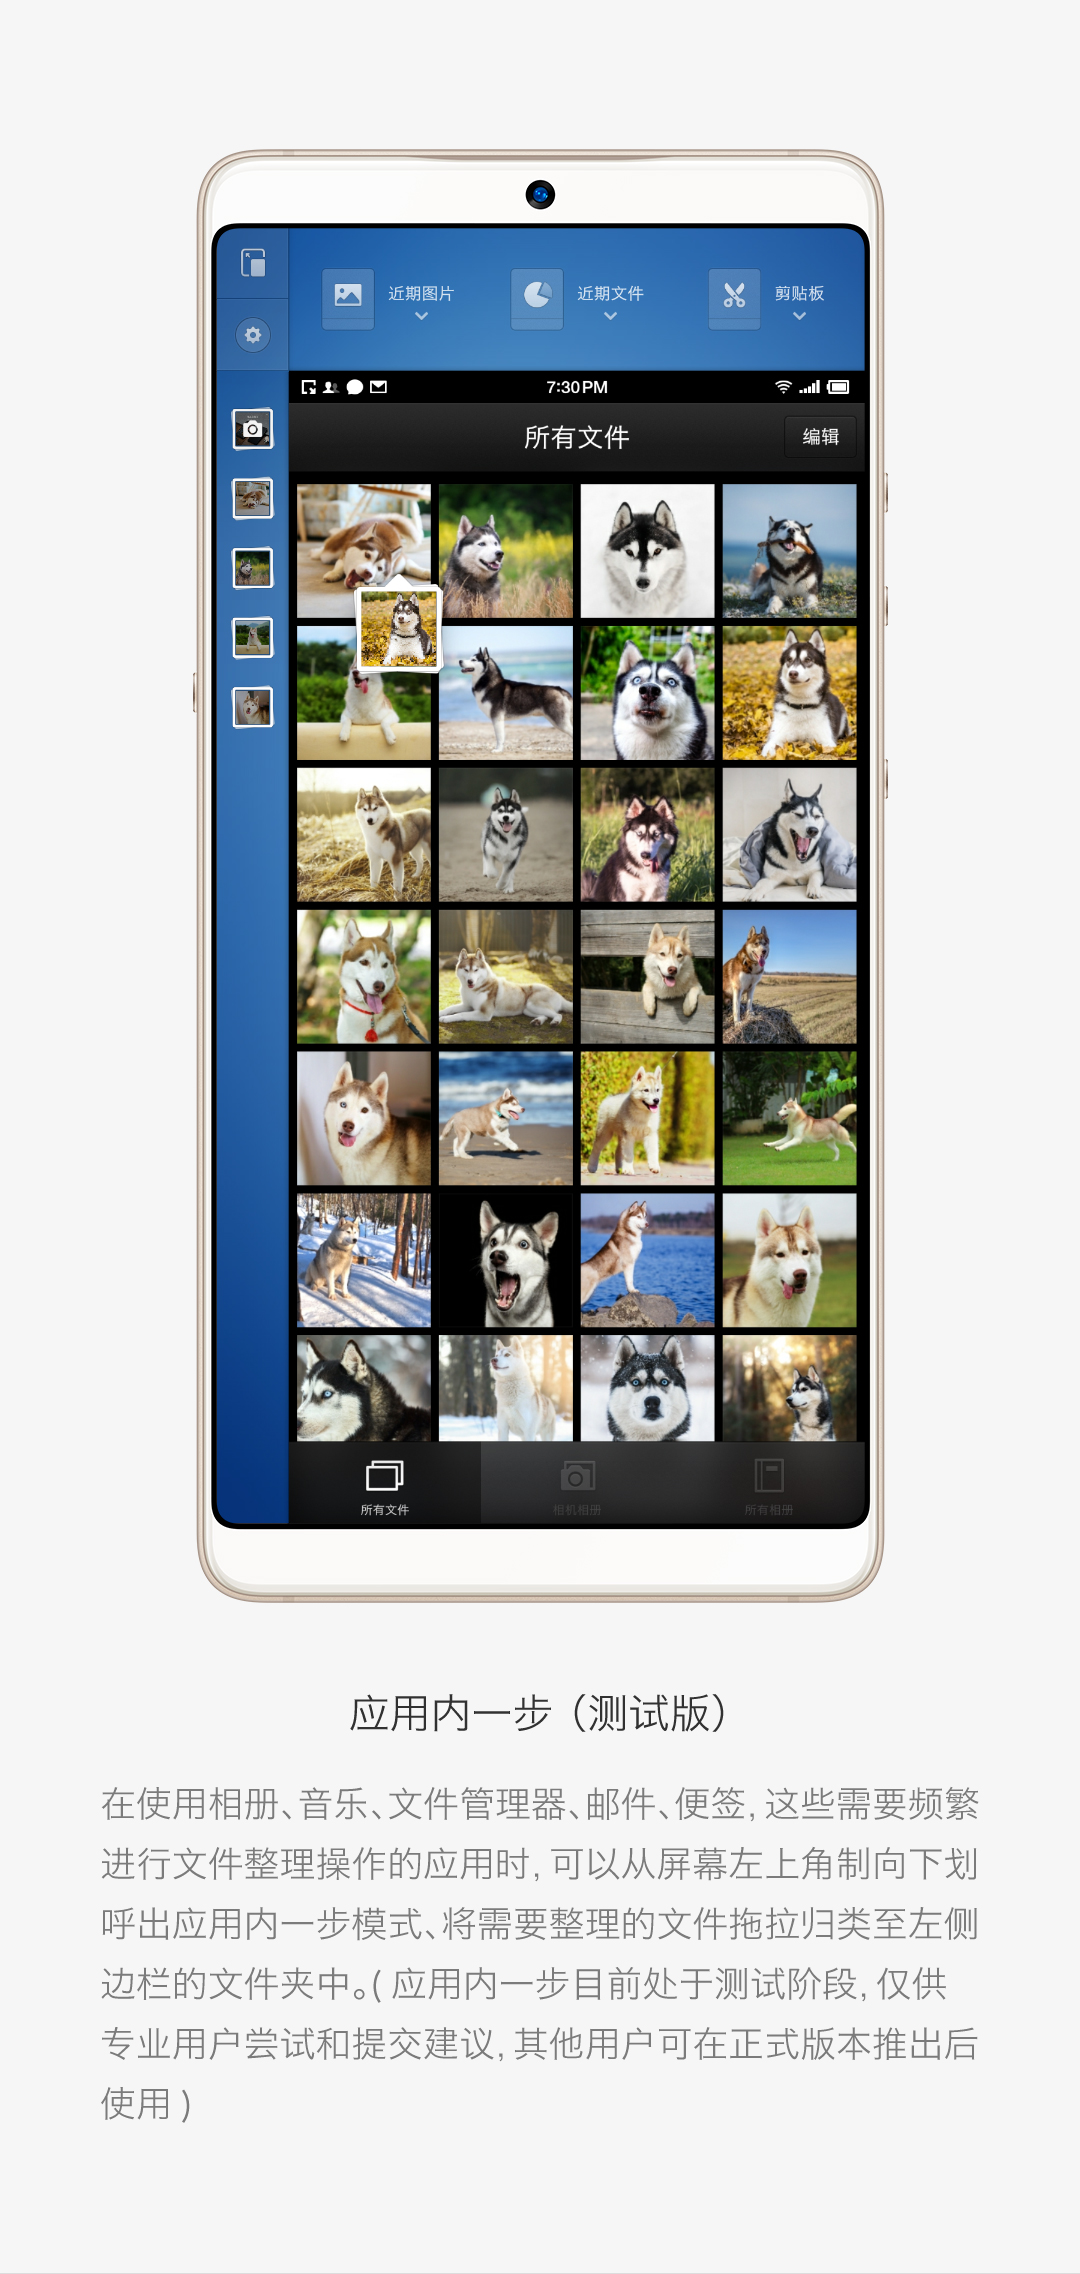 近期图片
近期文件
剪贴板
7:30PM
所有文件
编辑
所有文件
相机相册
所有相册
应用内一步（测试版）
在使用相册、音乐、文件管理器、邮件、便签, 这些需要频繁
进行文件整理操作的应用时, 可以从屏幕左上角制向下划
呼出应用内一步模式、将需要整理的文件拖拉归类至左侧
边栏的文件夹中。( 应用内一步目前处于测试阶段, 仅供
专业用户尝试和提交建议, 其他用户可在正式版本推出后
使用 )